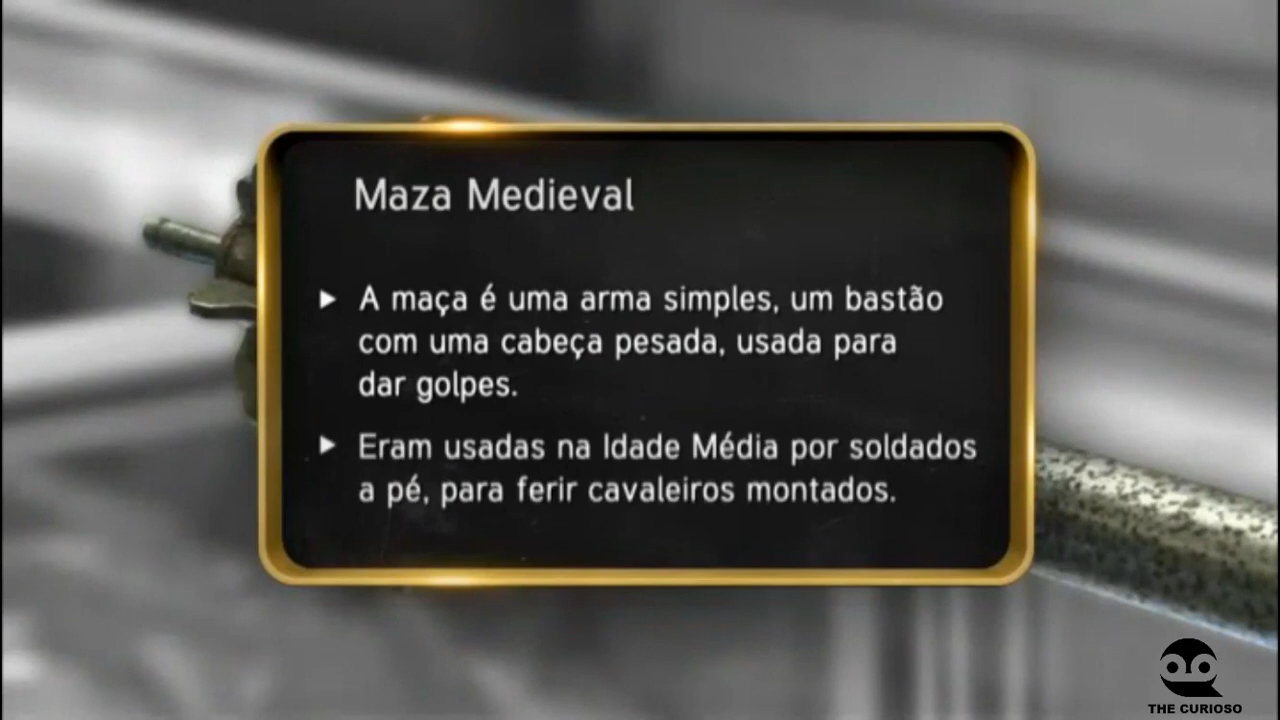 Maza Medieval
A maça é uma arma simples, um bastão
com uma cabeça pesada, usada para
dar golpes.
Eram usadas na Idade Média por soldados
a pé, para ferir cavaleiros montados.
THE CURIOSO